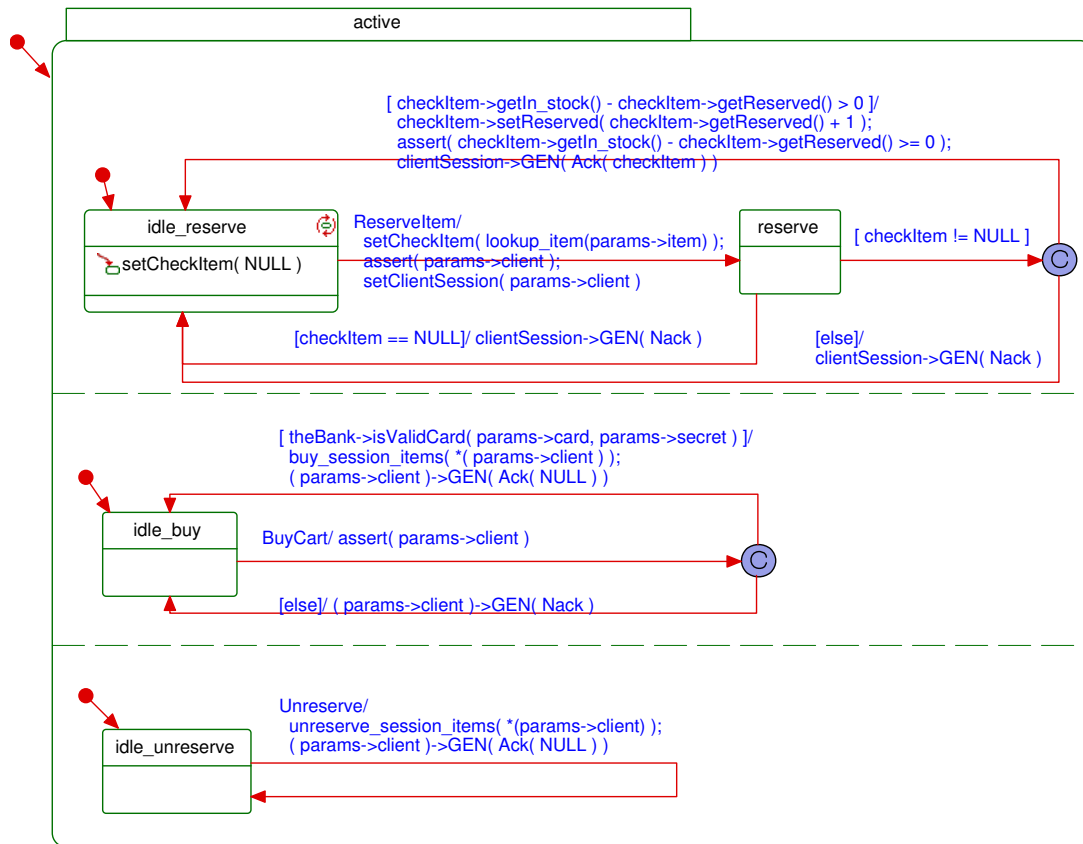 active
[ checkItem->getIn_stock() - checkItem->getReserved() > 0 ]/
checkItem->setReserved( checkItem->getReserved() + 1 );
assert( checkItem->getIn_stock() - checkItem->getReserved() >= 0 );
clientSession->GEN( Ack( checkItem ) )
idle_reserve
setCheckItem( NULL )
ReserveItem/
setCheckItem( lookup_item(params->item) );
assert( params->client );
setClientSession( params->client )
reserve
[ checkItem != NULL ]
C
[checkItem == NULL]/ clientSession->GEN( Nack )
[else]/
clientSession->GEN( Nack )
[ theBank->isValidCard( params->card, params->secret ) ]/
buy_session_items( *( params->client ) );
( params->client )->GEN( Ack( NULL ) )
idle_buy
BuyCart/ assert( params->client )
C
[else]/ ( params->client )->GEN( Nack )
Unreserve/
unreserve_session_items( *(params->client) );
( params->client )->GEN( Ack( NULL ) )
idle_unreserve